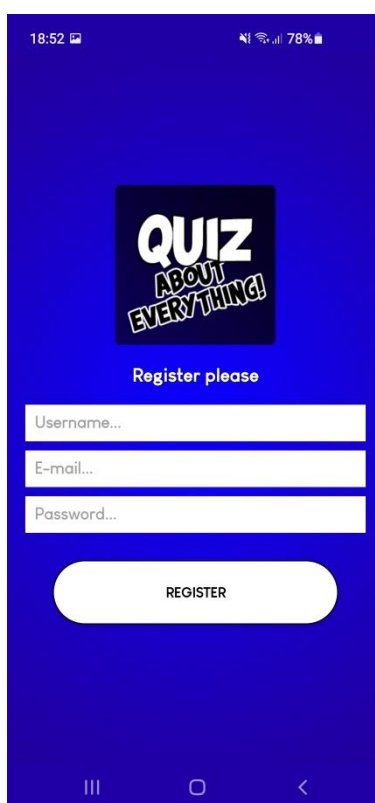 18:52 78%
QUIZ
ABOUT
EVERYTHING!
Register please
Username...
E-mail...
Password...
REGISTER